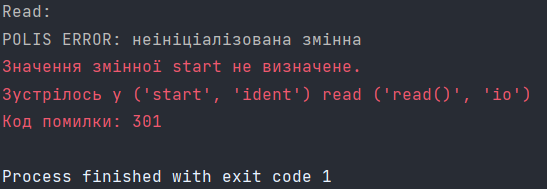 Read:
POLIS ERROR: неініціалізована змінна
Значення змінної start не визначене.
Зустрілось у ('start', 'ident') read ('read()', 'io')
Код помилки: 301
Process finished with exit code 1